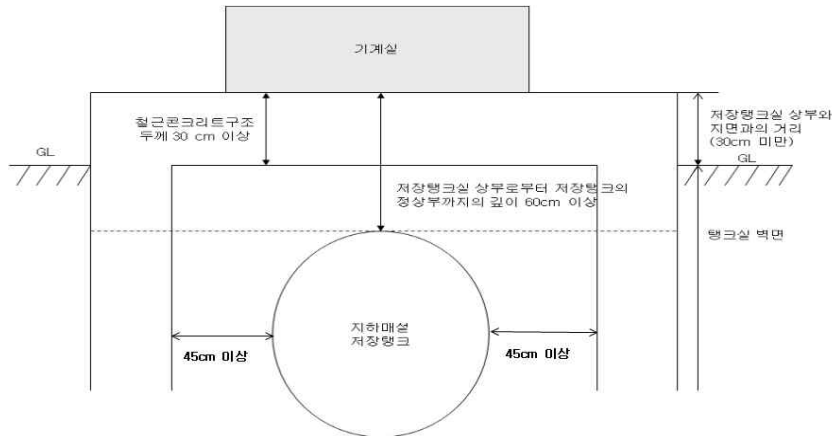 기계실
철근콘크리트구조
두께 30 cm 이상
저장탱크실 상부와
지면과의 거리
(30cm 미만)
GL
GL
저장탱크실 상부로부터 저장탱크의
정상부까지의 깊이 60cm 이상
탱크실 벽면
지하매설
저장탱크
45cm 이상
45cm 이상